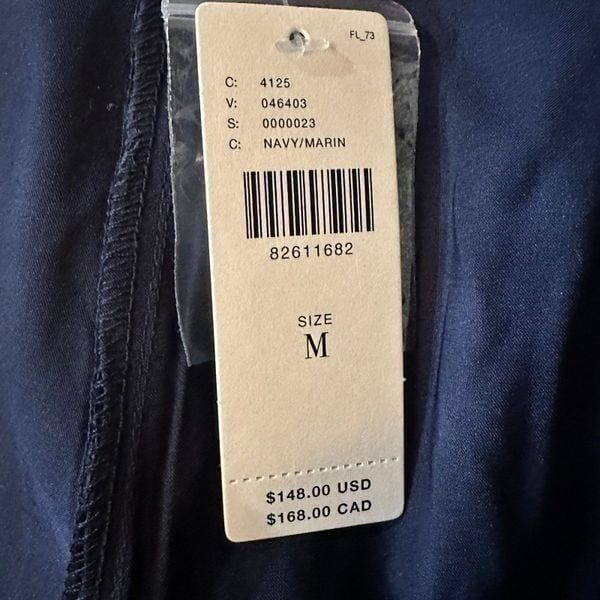 FL_73
C: 4125
V: 046403
S: 0000023
C: NAVY/MARIN
82611682
SIZE
M
$148.00 USD
$168.00 CAD